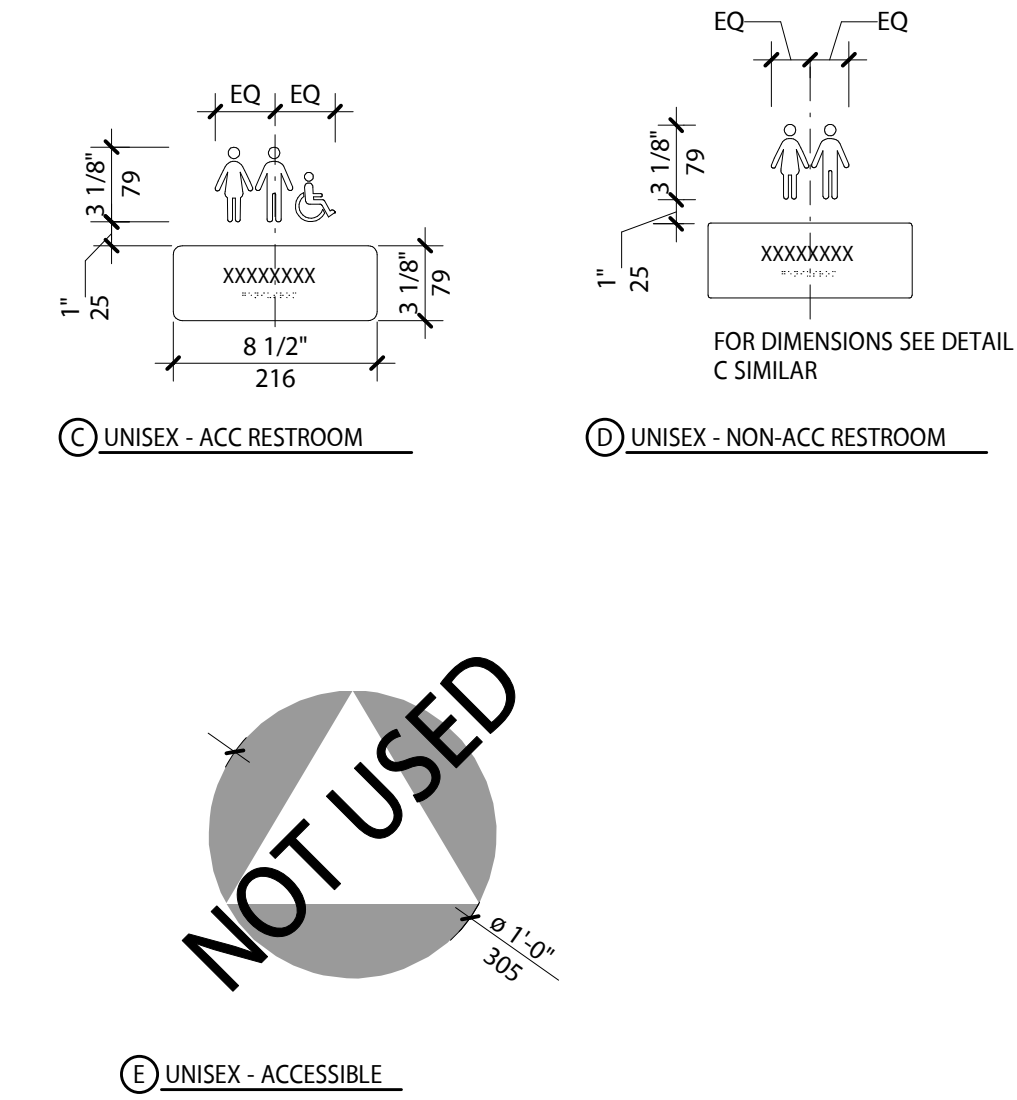 EQ EQ
3 1/8"
79
1"
25
XXXXXXXX
3 1/8"
79
8 1/2"
216
C UNISEX - ACC RESTROOM
EQ EQ
3 1/8"
79
1"
25
XXXXXXXX
FOR DIMENSIONS SEE DETAIL
C SIMILAR
D UNISEX - NON-ACC RESTROOM
NOT USED
ø 1'-0"
305
E UNISEX - ACCESSIBLE